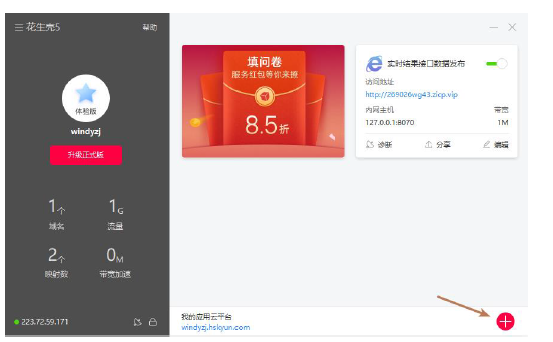 花生壳5
帮助
体验版
windyzj
升级正式版
1个
域名
1G
流量
2个
映射数
0M
带宽加速
223.72.59.171
填问卷
服务红包等你来握
8.5折
实时结果接口数据发布
访问地址
http://269026wg43.zicp.vip
内网主机
带宽
127.0.0.1:8070
1M
诊断
分享
编辑
我的应用云平台
windyzj.hskyun.com